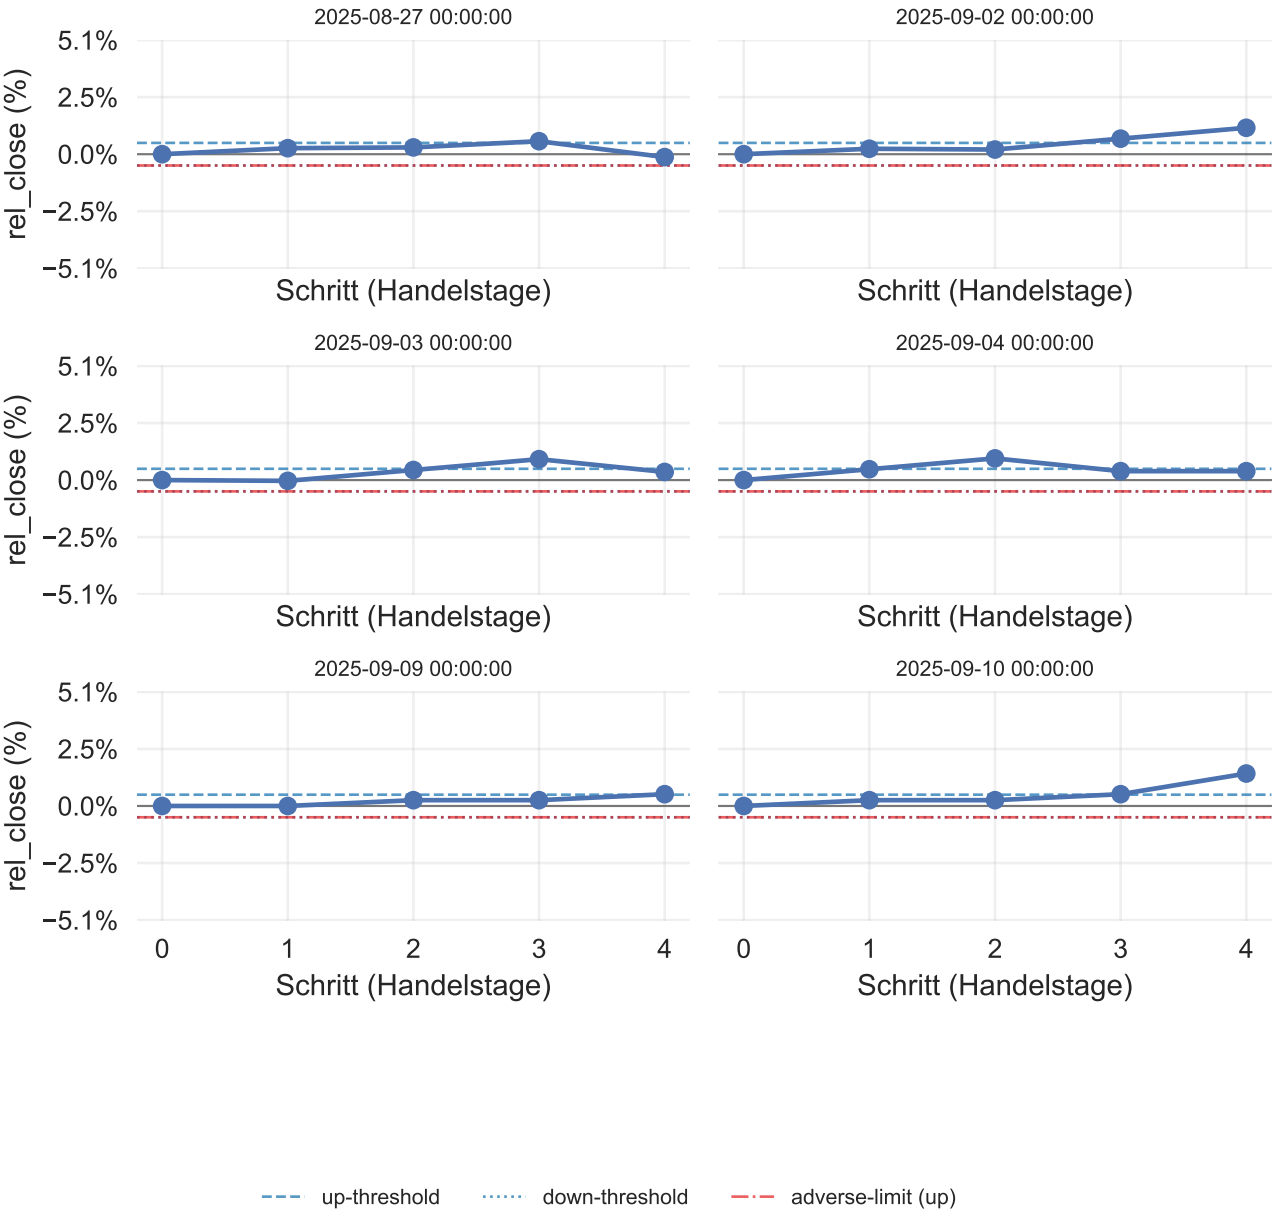 2025-08-27 00:00:00
2025-09-02 00:00:00
5.1%
2.5%
0.0%
−2.5%
−5.1%
rel_close (%)
Schritt (Handelstage)
Schritt (Handelstage)
2025-09-03 00:00:00
2025-09-04 00:00:00
5.1%
2.5%
0.0%
−2.5%
−5.1%
rel_close (%)
Schritt (Handelstage)
Schritt (Handelstage)
2025-09-09 00:00:00
2025-09-10 00:00:00
5.1%
2.5%
0.0%
−2.5%
−5.1%
rel_close (%)
0 1 2 3 4
0 1 2 3 4
Schritt (Handelstage)
Schritt (Handelstage)
up-threshold down-threshold adverse-limit (up)